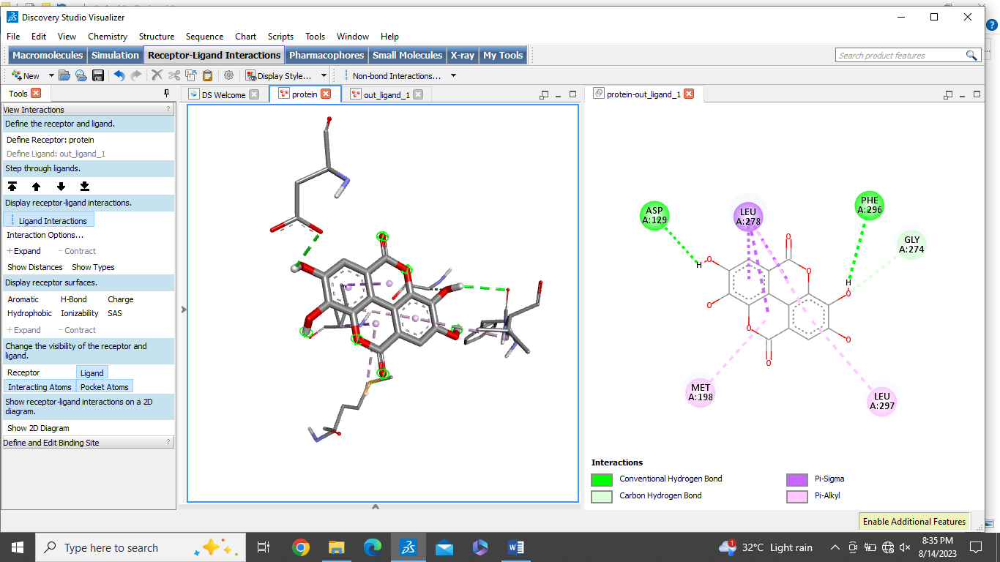 Discovery Studio Visualizer
File Edit View Chemistry Structure Sequence Chart Scripts Tools Window Help
Macromolecules Simulation Receptor-Ligand Interactions Pharmacophores Small Molecules X-ray My Tools
Search product features
New Display Style... Non-bond Interactions...
Tools
DS Welcome protein out_ligand_1 protein-out_ligand_1
View Interactions ?
Define the receptor and ligand.
Define Receptor: protein
Define Ligand: out_ligand_1
Step through ligands.
Display receptor-ligand interactions.
Ligand Interactions
Interaction Options...
+ Expand − Contract
Show Distances Show Types
Display receptor surfaces.
Aromatic H-Bond Charge
Hydrophobic Ionizability SAS
+ Expand − Contract
Change the visibility of the receptor and
ligand.
Receptor Ligand
Interacting Atoms Pocket Atoms
Show receptor-ligand interactions on a 2D
diagram.
Show 2D Diagram
Define and Edit Binding Site ?
ASP
A:129
LEU
A:278
PHE
A:296
GLY
A:274
MET
A:198
LEU
A:297
H
O
O
O
O
H
O
O
O
O
Interactions
Conventional Hydrogen Bond
Carbon Hydrogen Bond
Pi-Sigma
Pi-Alkyl
Enable Additional Features
Type here to search
1
32°C Light rain
8:35 PM
8/14/2023